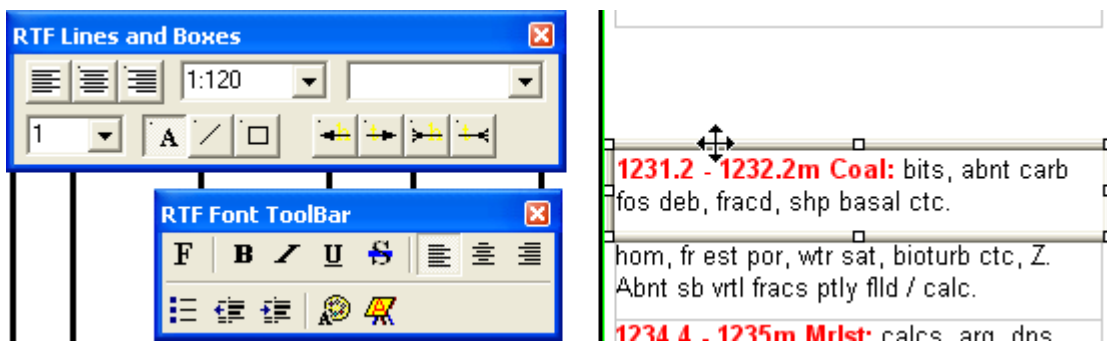 RTF Lines and Boxes
1:120
1
A
RTF Font ToolBar
F B I U S
1231.2 - 1232.2m Coal: bits, abnt carb
fos deb, fracd, shp basal ctc.
hom, fr est por, wtr sat, bioturb ctc, Z.
Abnt sb vrtl fracs ptly flld / calc.
1234.4 - 1235m Mrlst: calcs, arg, dns